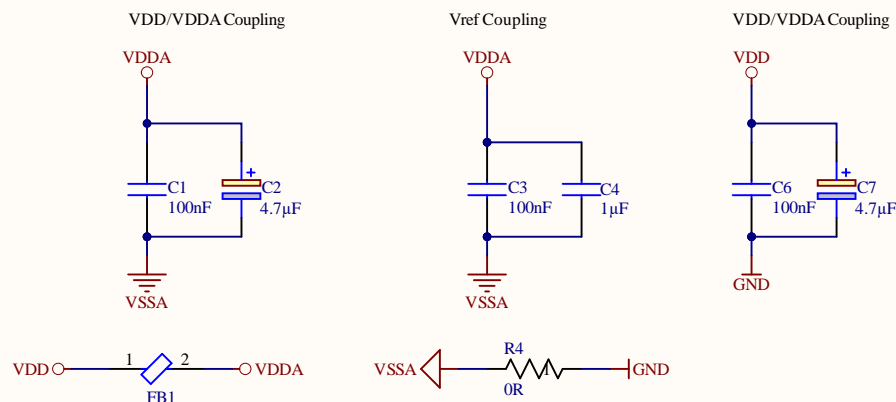 VDD/VDDA Coupling
Vref Coupling
VDD/VDDA Coupling
VDDA
VDDA
VDD
C1
100nF
+
C2
4.7µF
C3
100nF
C4
1µF
C6
100nF
+
C7
4.7µF
VSSA
VSSA
GND
VDD
1
2
VDDA
FB1
VSSA
R4
1
0R
GND